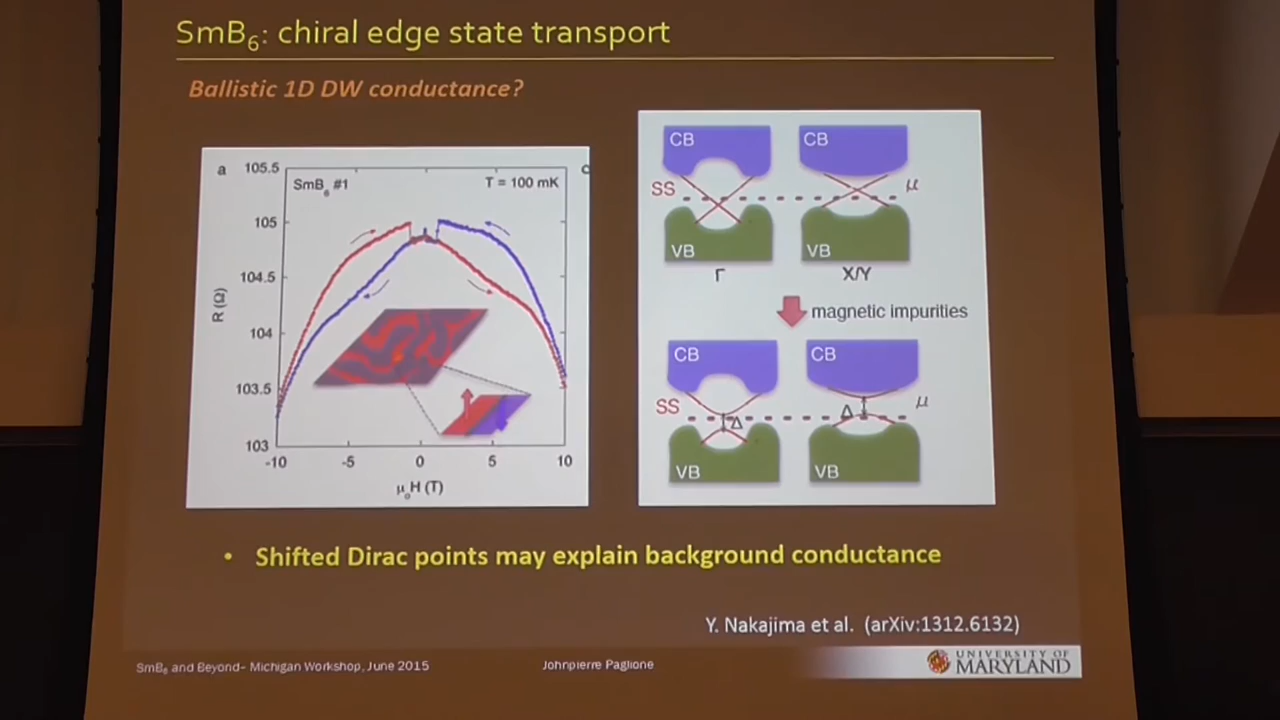 SmB6: chiral edge state transport
Ballistic 1D DW conductance?
a
SmB6 #1
T = 100 mK
c
105.5
105
104.5
104
103.5
103
R (Ω)
-10 -5 0 5 10
μ0H (T)
CB CB
SS μ
VB VB
Γ X/Y
magnetic impurities
CB CB
SS Δ Δ μ
VB VB
• Shifted Dirac points may explain background conductance
Y. Nakajima et al. (arXiv:1312.6132)
SmB6 and Beyond- Michigan Workshop, June 2015
Johnpierre Paglione
UNIVERSITY OF
MARYLAND